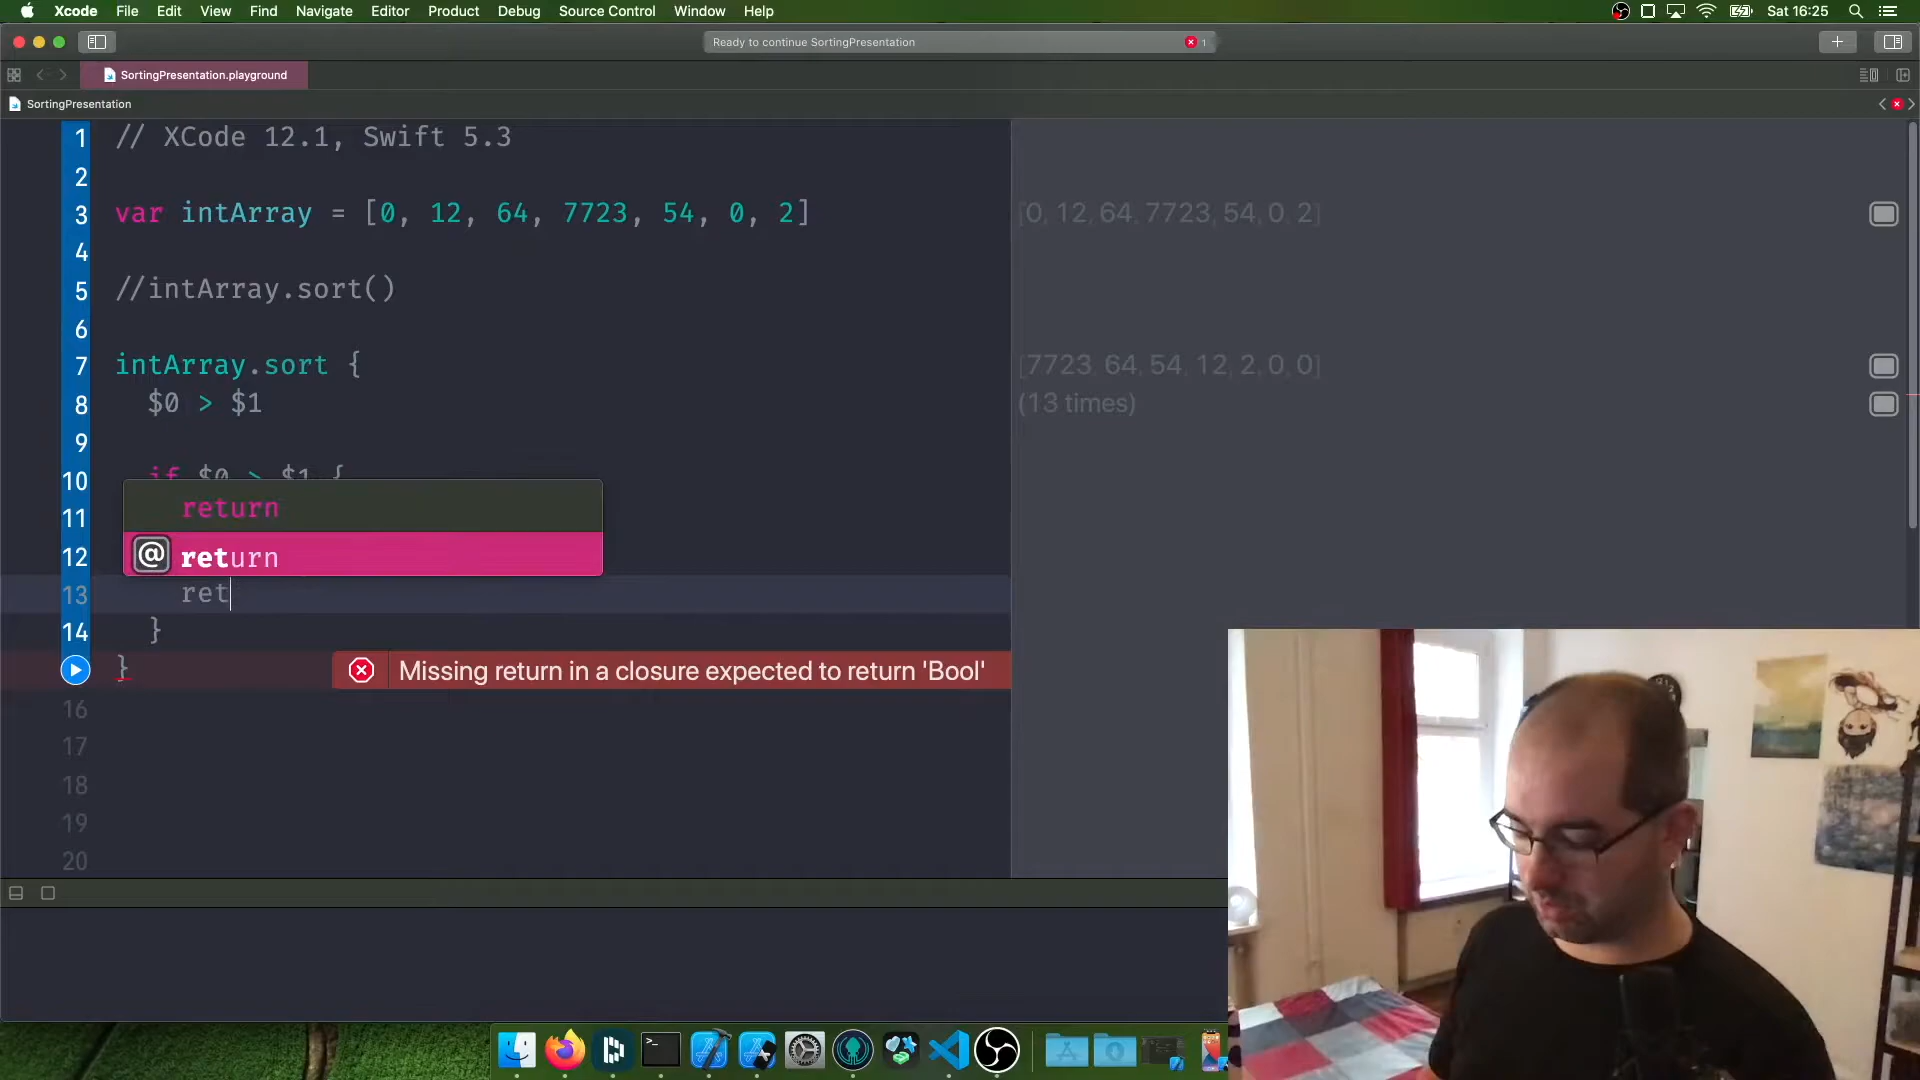 Xcode File Edit View Find Navigate Editor Product Debug Source Control Window Help Sat 16:25
Ready to continue SortingPresentation 1
SortingPresentation.playground
SortingPresentation
1 // XCode 12.1, Swift 5.3
2
3 var intArray = [0, 12, 64, 7723, 54, 0, 2] [0, 12, 64, 7723, 54, 0, 2]
4
5 //intArray.sort()
6
7 intArray.sort { [7723, 64, 54, 12, 2, 0, 0]
8 $0 > $1 (13 times)
9
10 if $0 > $1 {
11 return
12 @ return
13 ret
14 }
} Missing return in a closure expected to return 'Bool'
16
17
18
19
20